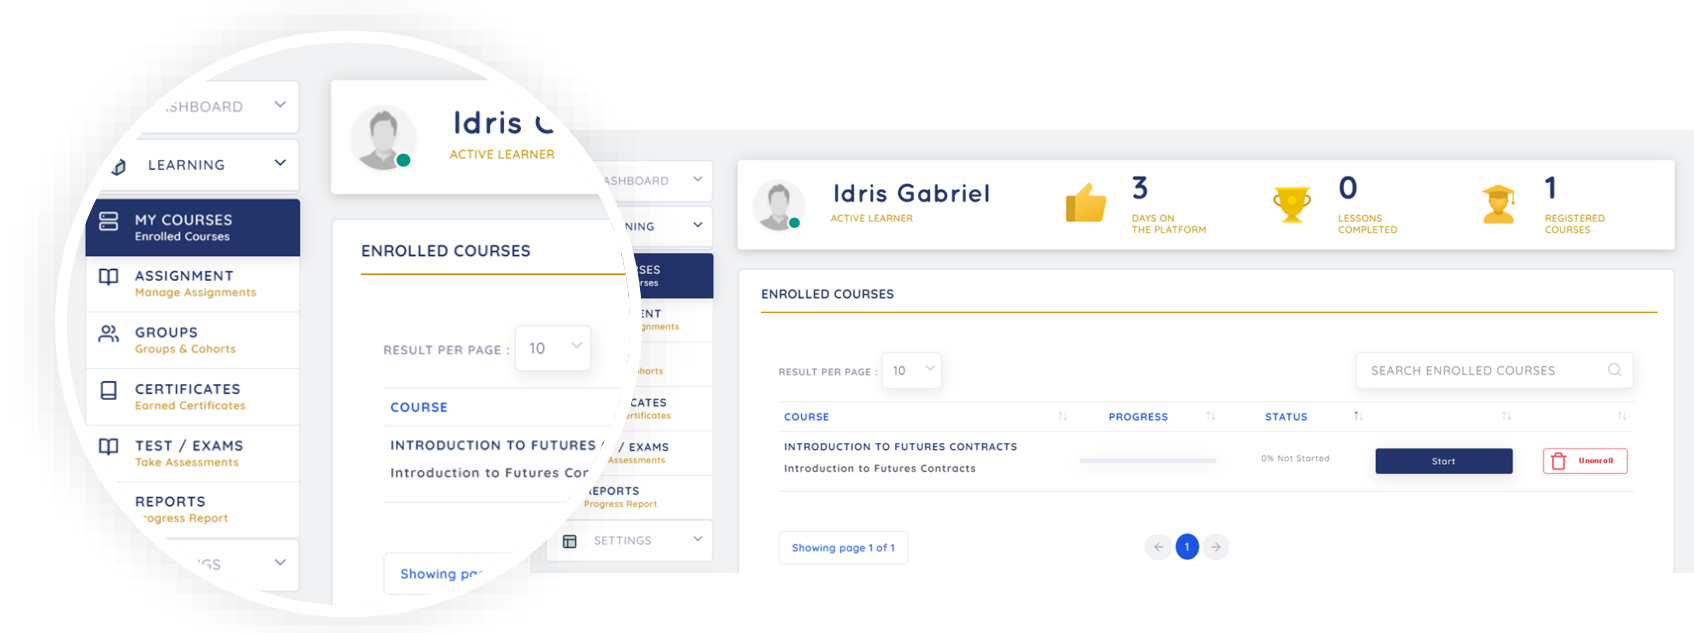 SHBOARD
LEARNING
MY COURSES
Enrolled Courses
ASSIGNMENT
Manage Assignments
GROUPS
Groups & Cohorts
CERTIFICATES
Earned Certificates
TEST / EXAMS
Take Assessments
REPORTS
rogress Report
GS
Idris
ACTIVE LEARNER
ENROLLED COURSES
RESULT PER PAGE : 10
COURSE
INTRODUCTION TO FUTURES
Introduction to Futures Cor
Showing pa
ASHBOARD
NING
SES
rses
ENT
gnments
horts
CATES
ertificates
/ EXAMS
Assessments
EPORTS
Progress Report
SETTINGS
Idris Gabriel
ACTIVE LEARNER
3
DAYS ON
THE PLATFORM
0
LESSONS
COMPLETED
1
REGISTERED
COURSES
ENROLLED COURSES
RESULT PER PAGE : 10
SEARCH ENROLLED COURSES
COURSE PROGRESS STATUS
INTRODUCTION TO FUTURES CONTRACTS
Introduction to Futures Contracts
0% Not Started
Start
Unenroll
Showing page 1 of 1
1